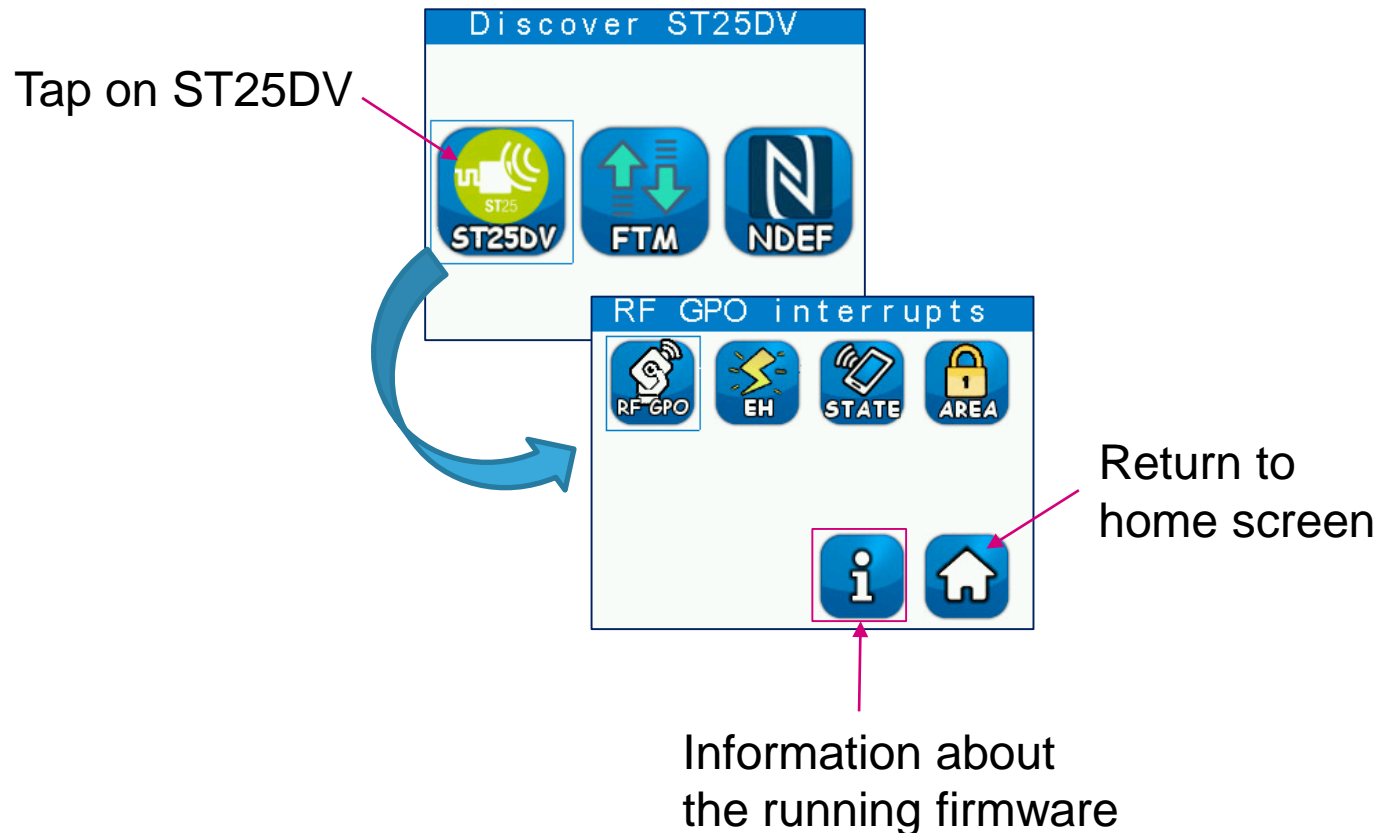 Discover ST25DV
Tap on ST25DV
ST25
ST25DV
FTM
NDEF
RF GPO interrupts
RF GPO
EH
STATE
1
AREA
Return to
home screen
i
Information about
the running firmware